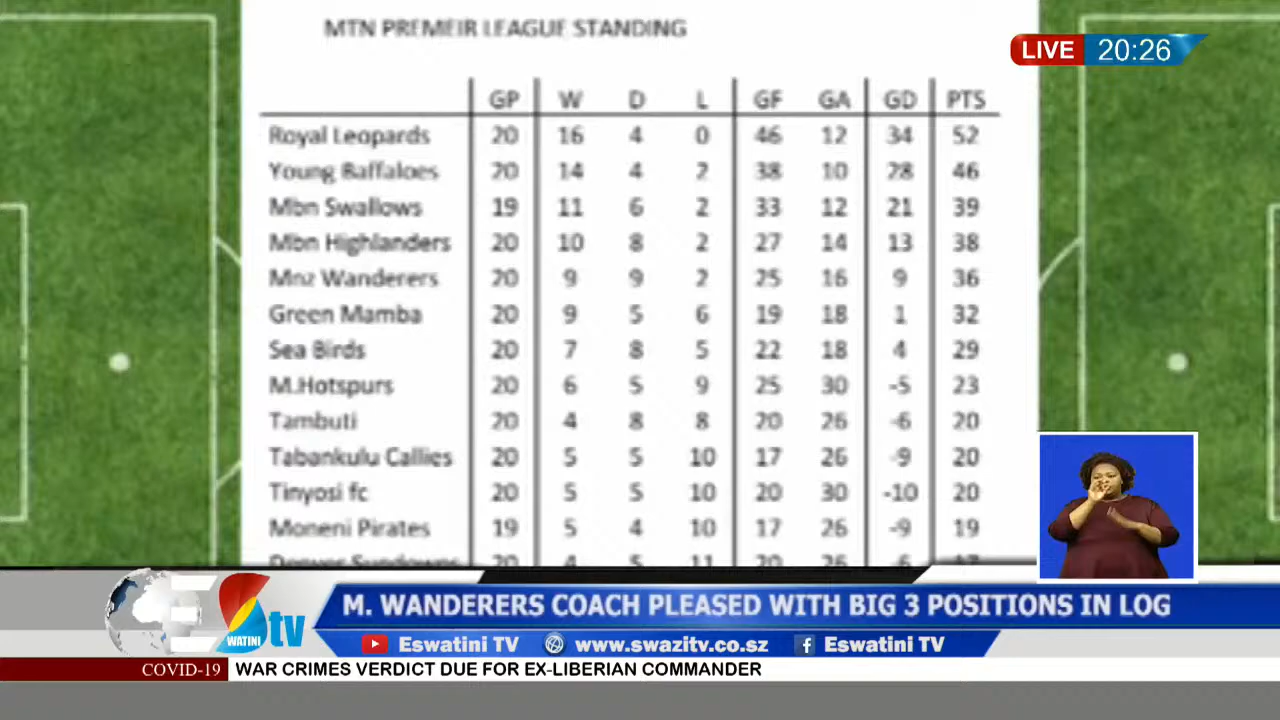 MTN PREMEIR LEAGUE STANDING
LIVE 20:26
GP W D L GF GA GD PTS
Royal Leopards 20 16 4 0 46 12 34 52
Young Baffaloes 20 14 4 2 38 10 28 46
Mbn Swallows 19 11 6 2 33 12 21 39
Mbn Highlanders 20 10 8 2 27 14 13 38
Mnz Wanderers 20 9 9 2 25 16 9 36
Green Mamba 20 9 5 6 19 18 1 32
Sea Birds 20 7 8 5 22 18 4 29
M.Hotspurs 20 6 5 9 25 30 -5 23
Tambuti 20 4 8 8 20 26 -6 20
Tabankulu Callies 20 5 5 10 17 26 -9 20
Tinyosi fc 20 5 5 10 20 30 -10 20
Moneni Pirates 19 5 4 10 17 26 -9 19
20 4 5 11 20 26 -6 17
E WATINI tv
M. WANDERERS COACH PLEASED WITH BIG 3 POSITIONS IN LOG
Eswatini TV www.swazitv.co.sz Eswatini TV
COVID-19 WAR CRIMES VERDICT DUE FOR EX-LIBERIAN COMMANDER